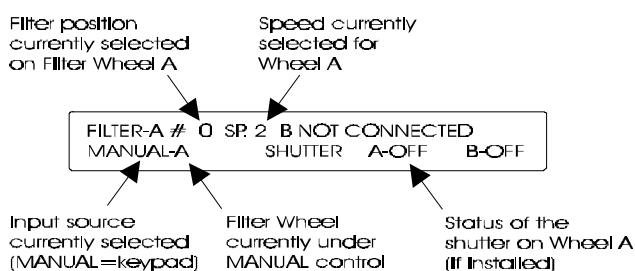 Filter position
currently selected
on Filter Wheel A
Speed currently
selected for
Wheel A
FILTER-A # 0 SP. 2 B NOT CONNECTED
MANUAL-A SHUTTER A-OFF B-OFF
Input source
currently selected
(MANUAL=keypad)
Filter Wheel
currently under
MANUAL control
Status of the
shutter on Wheel A
(If Installed)